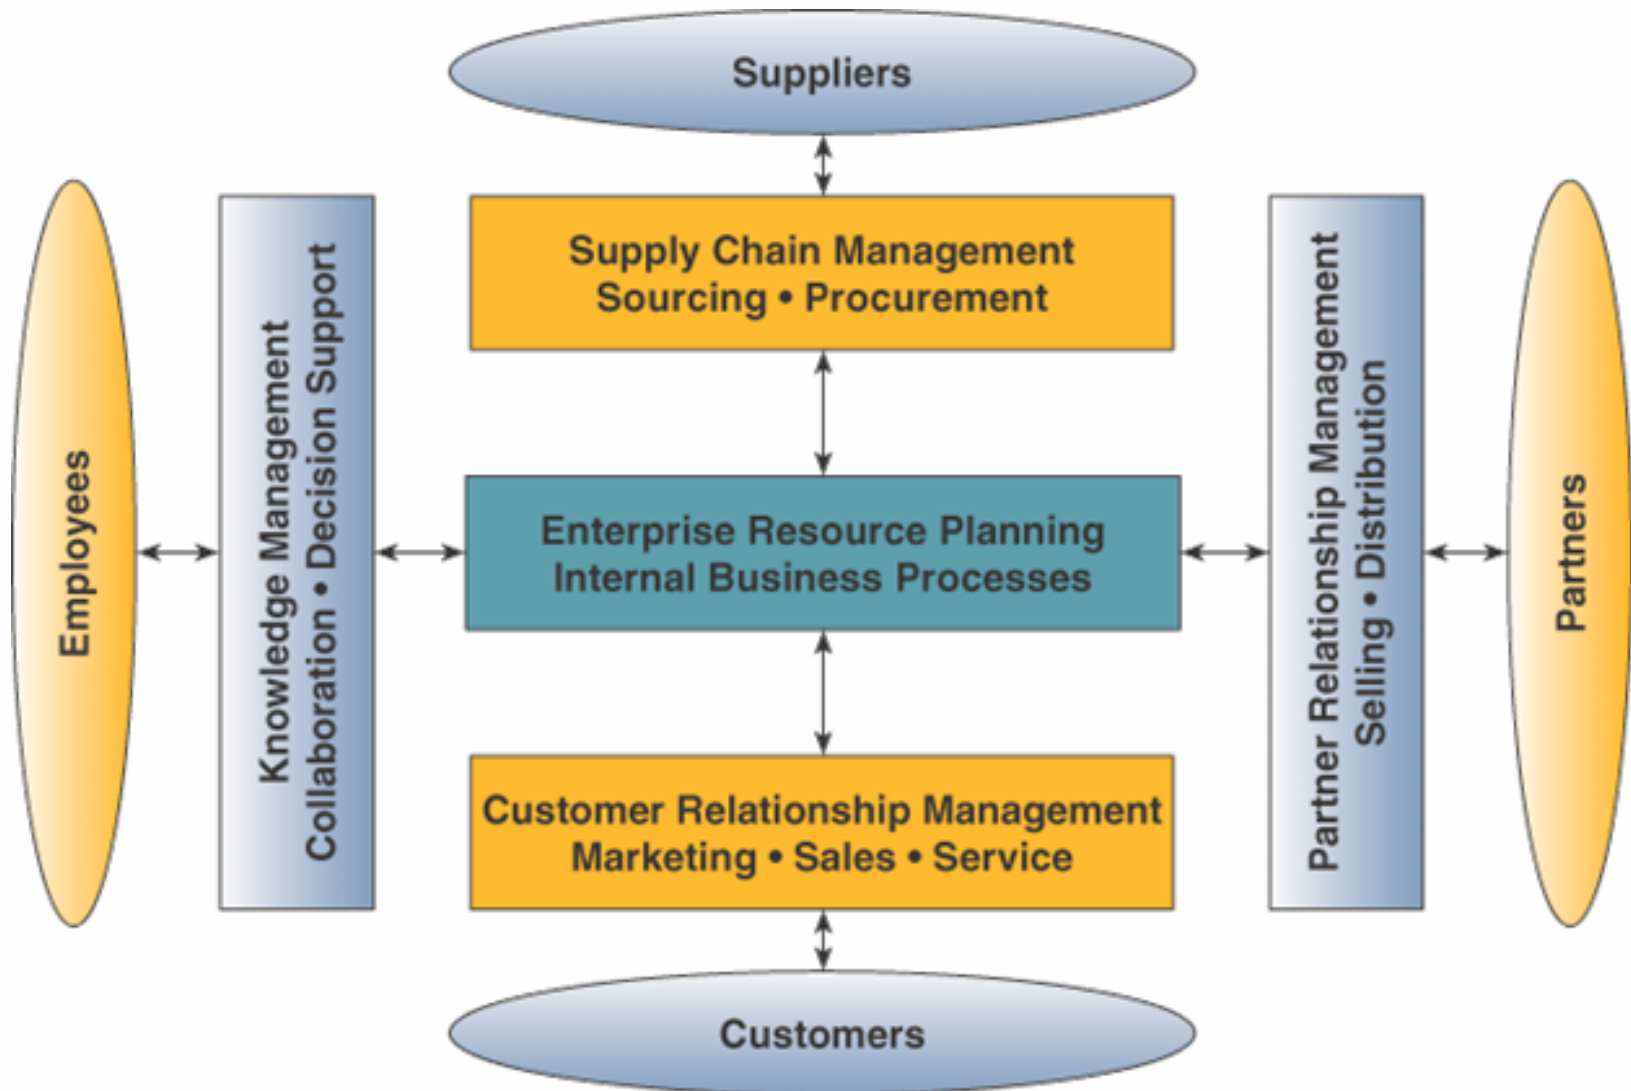 Suppliers
Supply Chain Management
Sourcing • Procurement
Employees
Knowledge Management
Collaboration • Decision Support
Enterprise Resource Planning
Internal Business Processes
Partner Relationship Management
Selling • Distribution
Partners
Customer Relationship Management
Marketing • Sales • Service
Customers